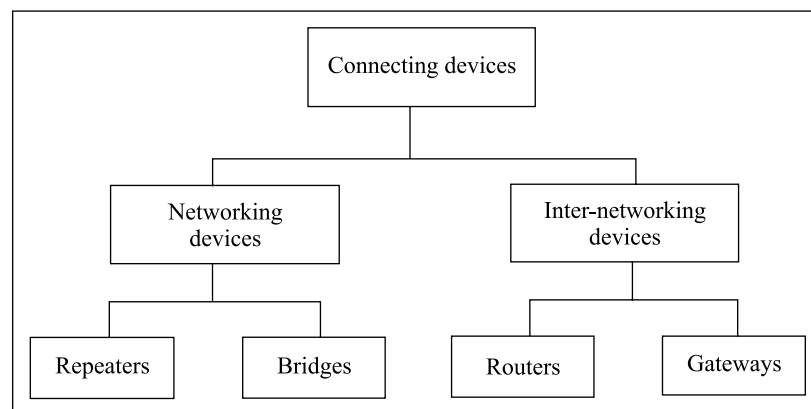 Connecting devices
Networking
devices
Inter-networking
devices
Repeaters
Bridges
Routers
Gateways